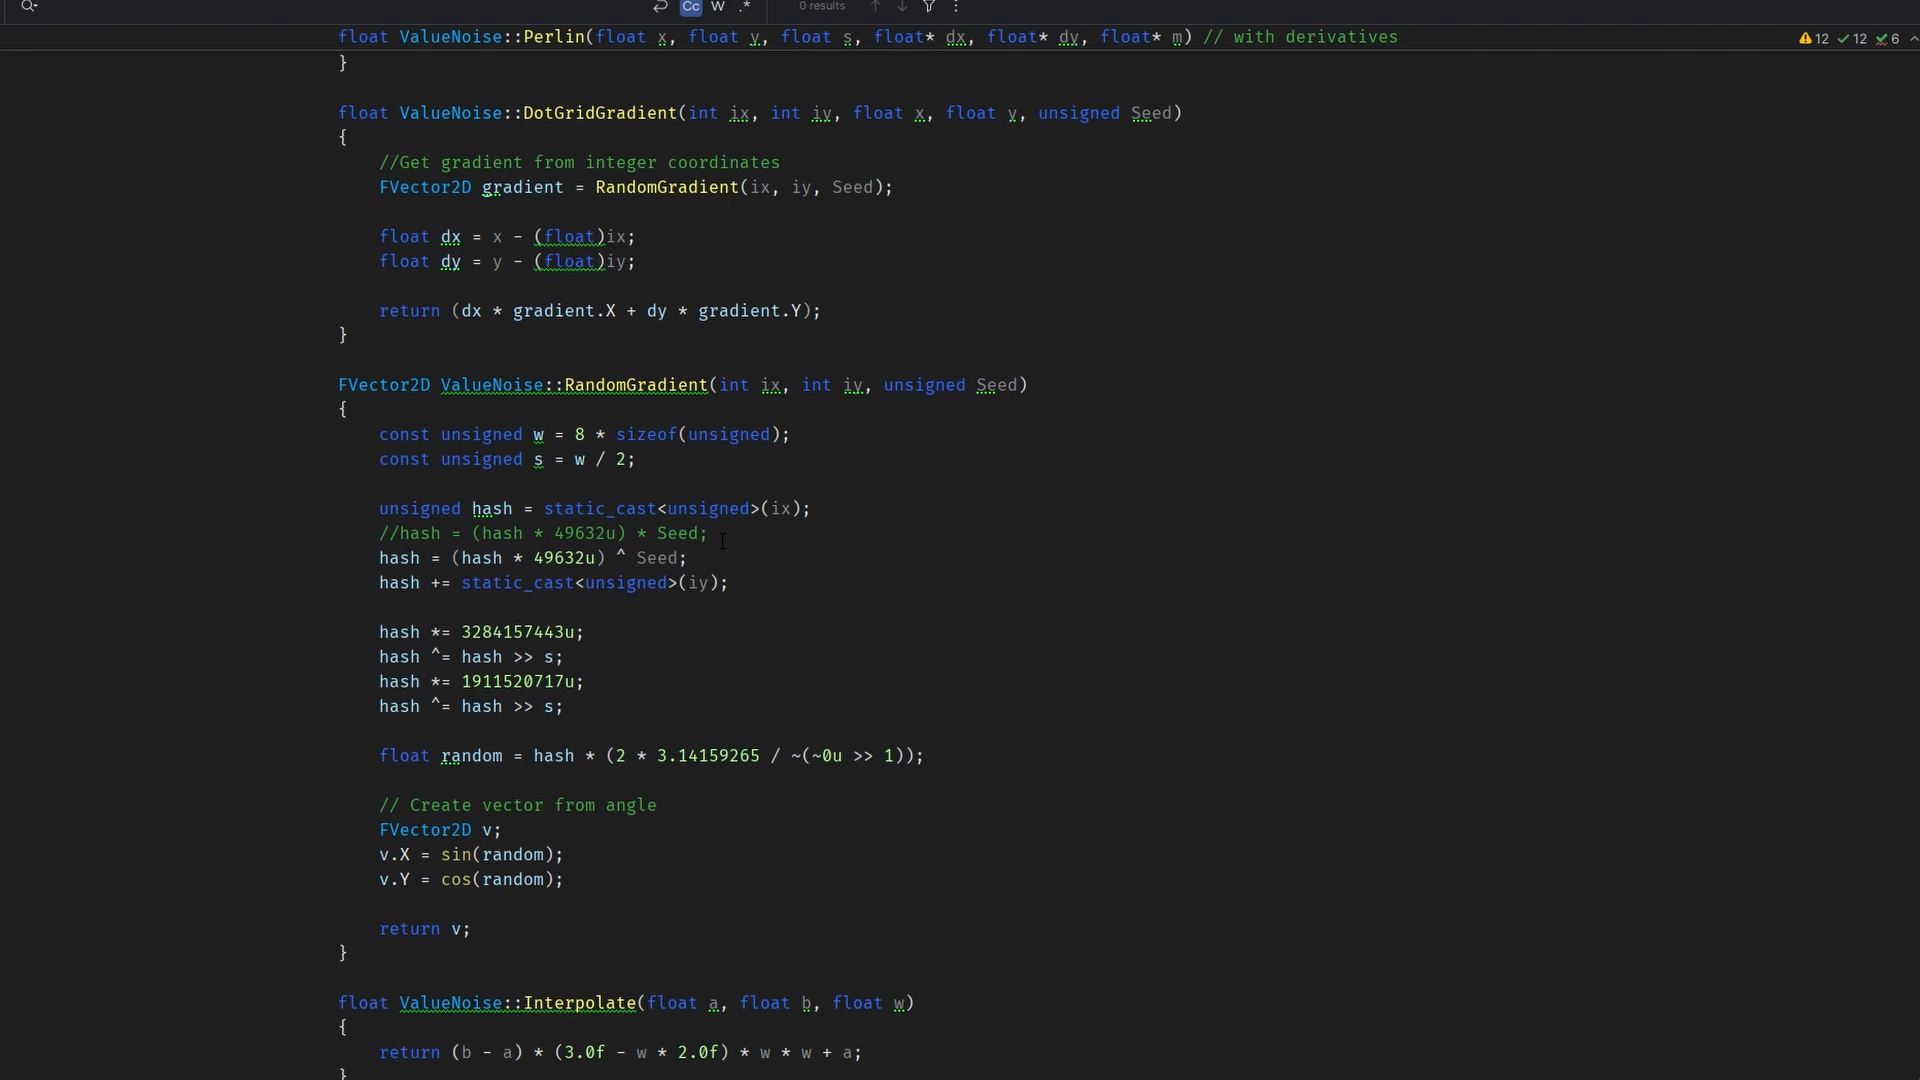 Cc W .* 0 results
float ValueNoise::Perlin(float x, float y, float s, float* dx, float* dy, float* m) // with derivatives
12 12 6
}
float ValueNoise::DotGridGradient(int ix, int iy, float x, float y, unsigned Seed)
{
//Get gradient from integer coordinates
FVector2D gradient = RandomGradient(ix, iy, Seed);
float dx = x - (float)ix;
float dy = y - (float)iy;
return (dx * gradient.X + dy * gradient.Y);
}
FVector2D ValueNoise::RandomGradient(int ix, int iy, unsigned Seed)
{
const unsigned w = 8 * sizeof(unsigned);
const unsigned s = w / 2;
unsigned hash = static_cast<unsigned>(ix);
//hash = (hash * 49632u) * Seed;
hash = (hash * 49632u) ^ Seed;
hash += static_cast<unsigned>(iy);
hash *= 3284157443u;
hash ^= hash >> s;
hash *= 1911520717u;
hash ^= hash >> s;
float random = hash * (2 * 3.14159265 / ~(~0u >> 1));
// Create vector from angle
FVector2D v;
v.X = sin(random);
v.Y = cos(random);
return v;
}
float ValueNoise::Interpolate(float a, float b, float w)
{
return (b - a) * (3.0f - w * 2.0f) * w * w + a;
}